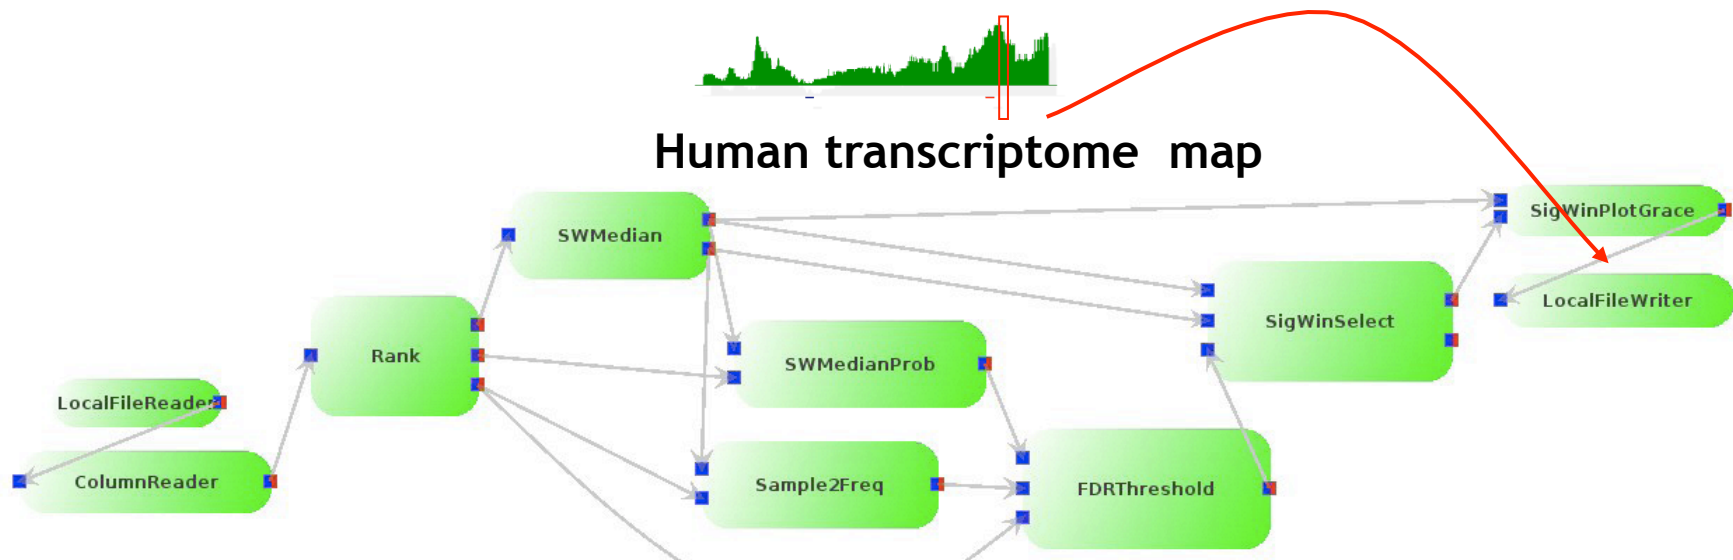 Human transcriptome map
SigWinPlotGrace
SWMedian
LocalFileWriter
SigWinSelect
Rank
SWMedianProb
LocalFileReader
ColumnReader
Sample2Freq
FDRThreshold